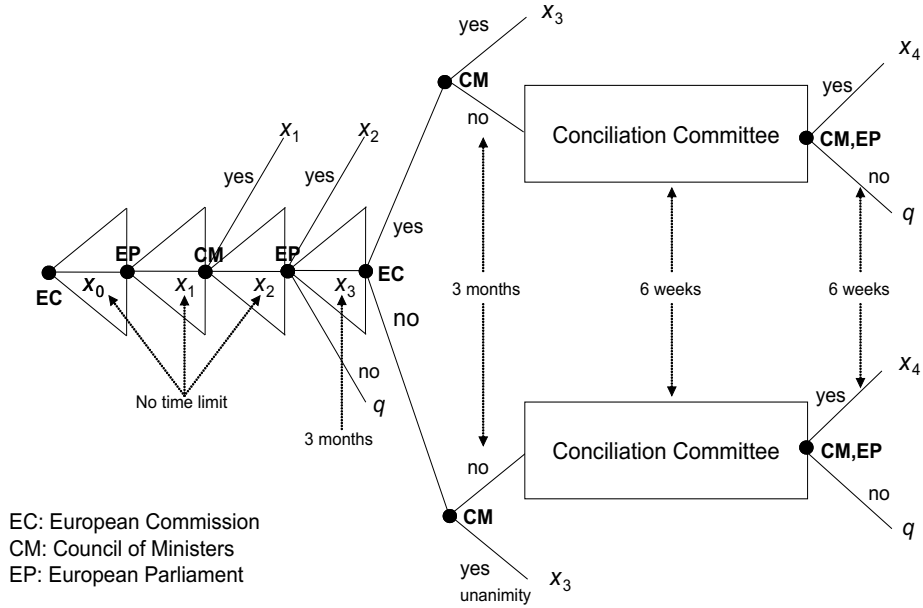 yes
x3
CM
no
Conciliation Committee
yes
x4
CM,EP
no
q
x1
x2
yes
yes
yes
EP
CM
EP
EC
EC
x0
x1
x2
x3
3 months
6 weeks
6 weeks
no
No time limit
no
q
3 months
no
Conciliation Committee
x4
yes
CM,EP
no
q
CM
yes
x3
unanimity
EC: European Commission
CM: Council of Ministers
EP: European Parliament